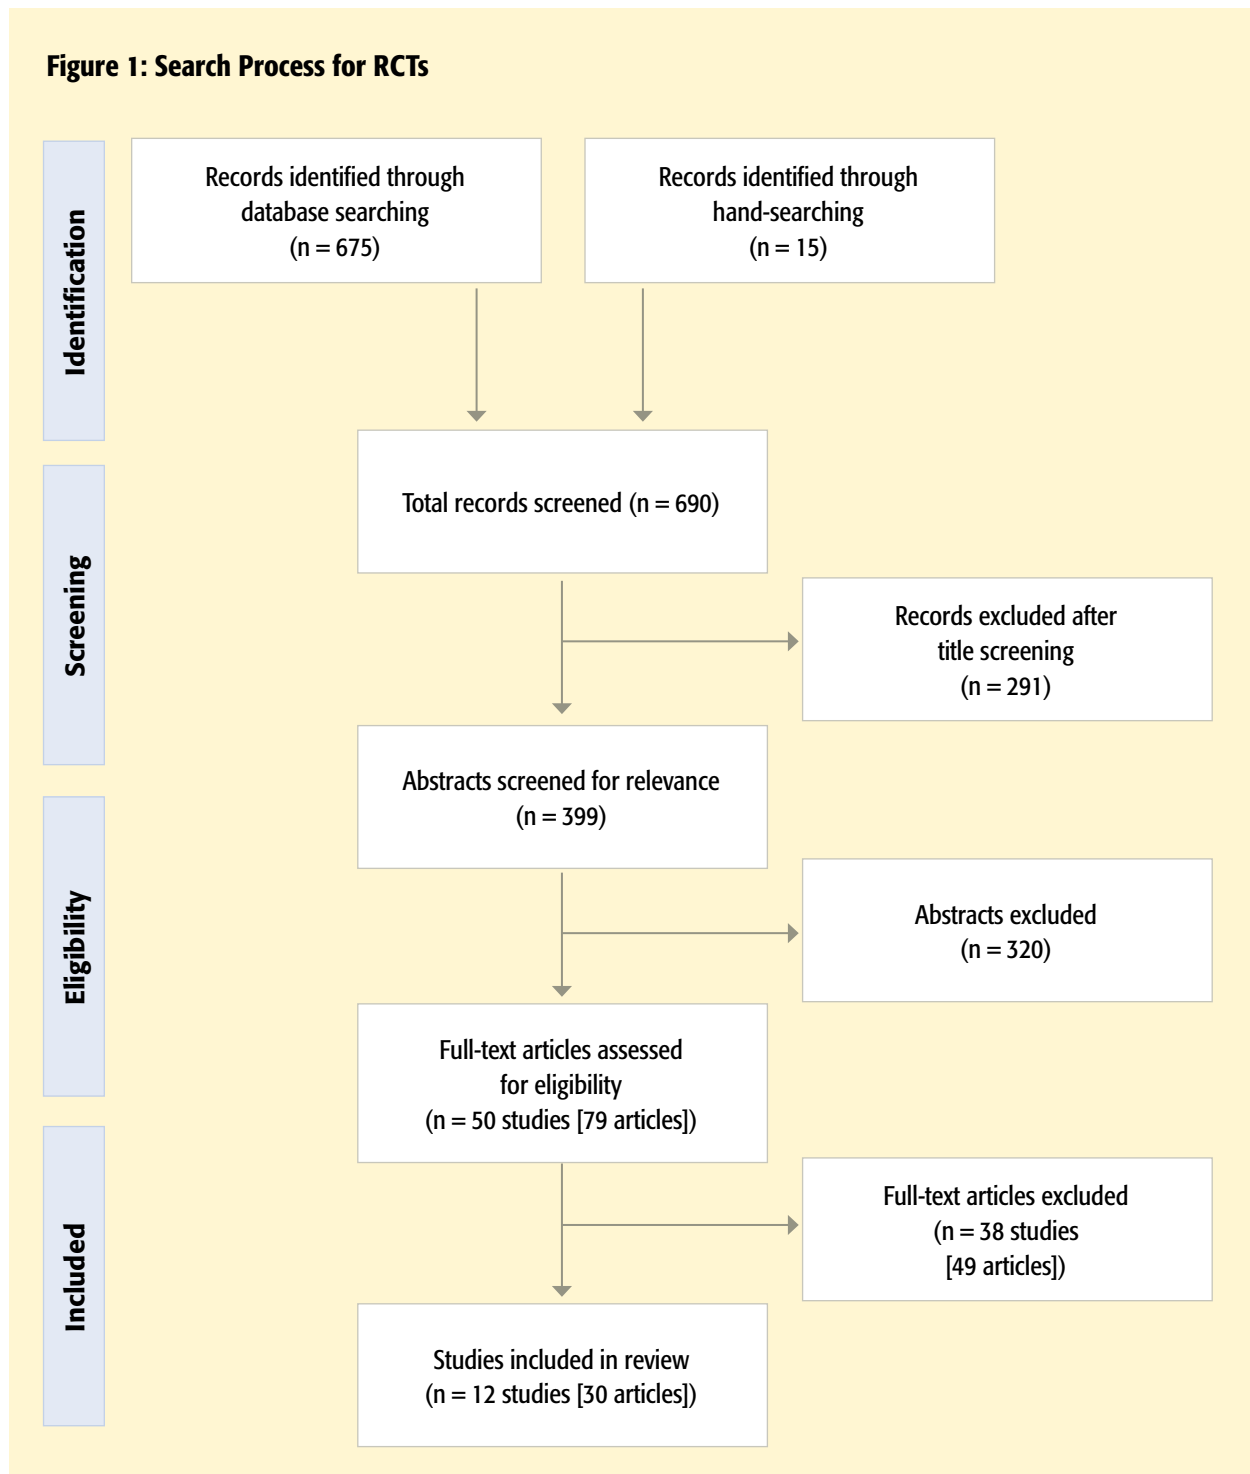 Figure 1: Search Process for RCTs
Identification
Records identified through
database searching
(n = 675)
Records identified through
hand-searching
(n = 15)
Screening
Total records screened (n = 690)
Records excluded after
title screening
(n = 291)
Abstracts screened for relevance
(n = 399)
Eligibility
Abstracts excluded
(n = 320)
Full-text articles assessed
for eligibility
(n = 50 studies [79 articles])
Included
Full-text articles excluded
(n = 38 studies
[49 articles])
Studies included in review
(n = 12 studies [30 articles])